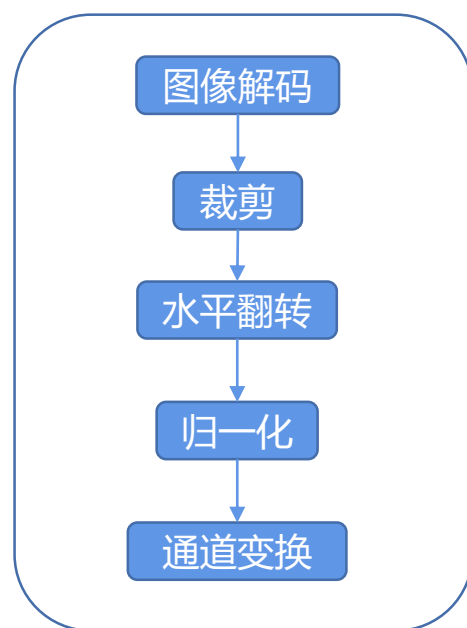 图像解码
裁剪
水平翻转
归一化
通道变换